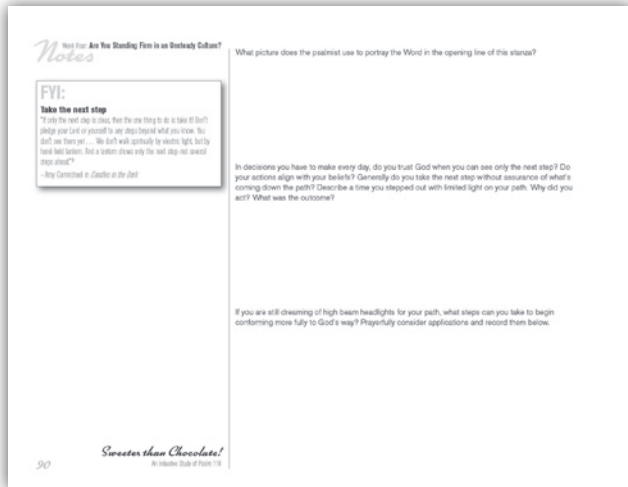 Notes
Week Four: Are You Standing Firm in an Unsteady Culture?
FYI:
Take the next step
"If only the next step is clear, then the one thing to do is take it! Don't
pledge your Lord or yourself to any steps beyond what you know. You
don't see them yet . . . We don't walk spiritually by electric light, but by
hand-held lantern. And a lantern shows only the next step-not several
steps ahead."
–Amy Carmichael in Candles in the Dark
What picture does the psalmist use to portray the Word in the opening line of this stanza?
In decisions you have to make every day, do you trust God when you can see only the next step? Do
your actions align with your beliefs? Generally do you take the next step without assurance of what's
coming down the path? Describe a time you stepped out with limited light on your path. Why did you
act? What was the outcome?
If you are still dreaming of high beam headlights for your path, what steps can you take to begin
conforming more fully to God's way? Prayerfully consider applications and record them below.
Sweeter than Chocolate!
An Inductive Study of Psalm 119
90